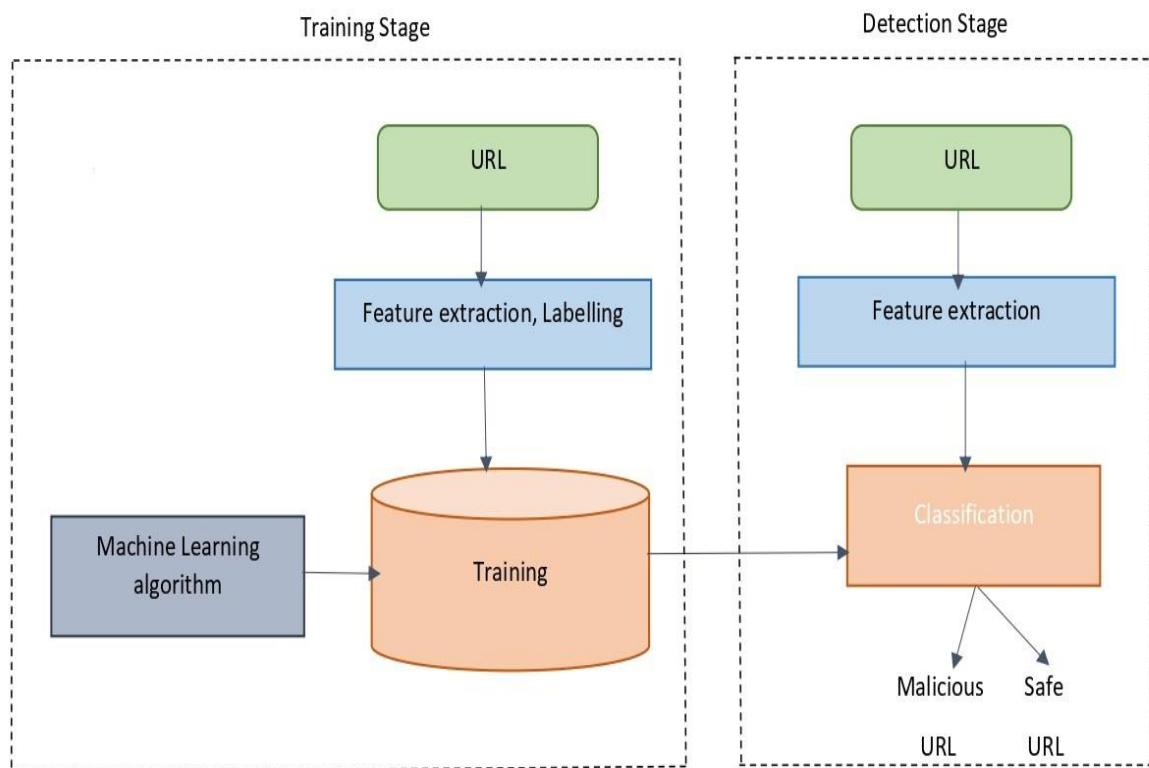 Training Stage
URL
Feature extraction, Labelling
Machine Learning
algorithm
Training
Detection Stage
URL
Feature extraction
Classification
Malicious Safe
URL URL